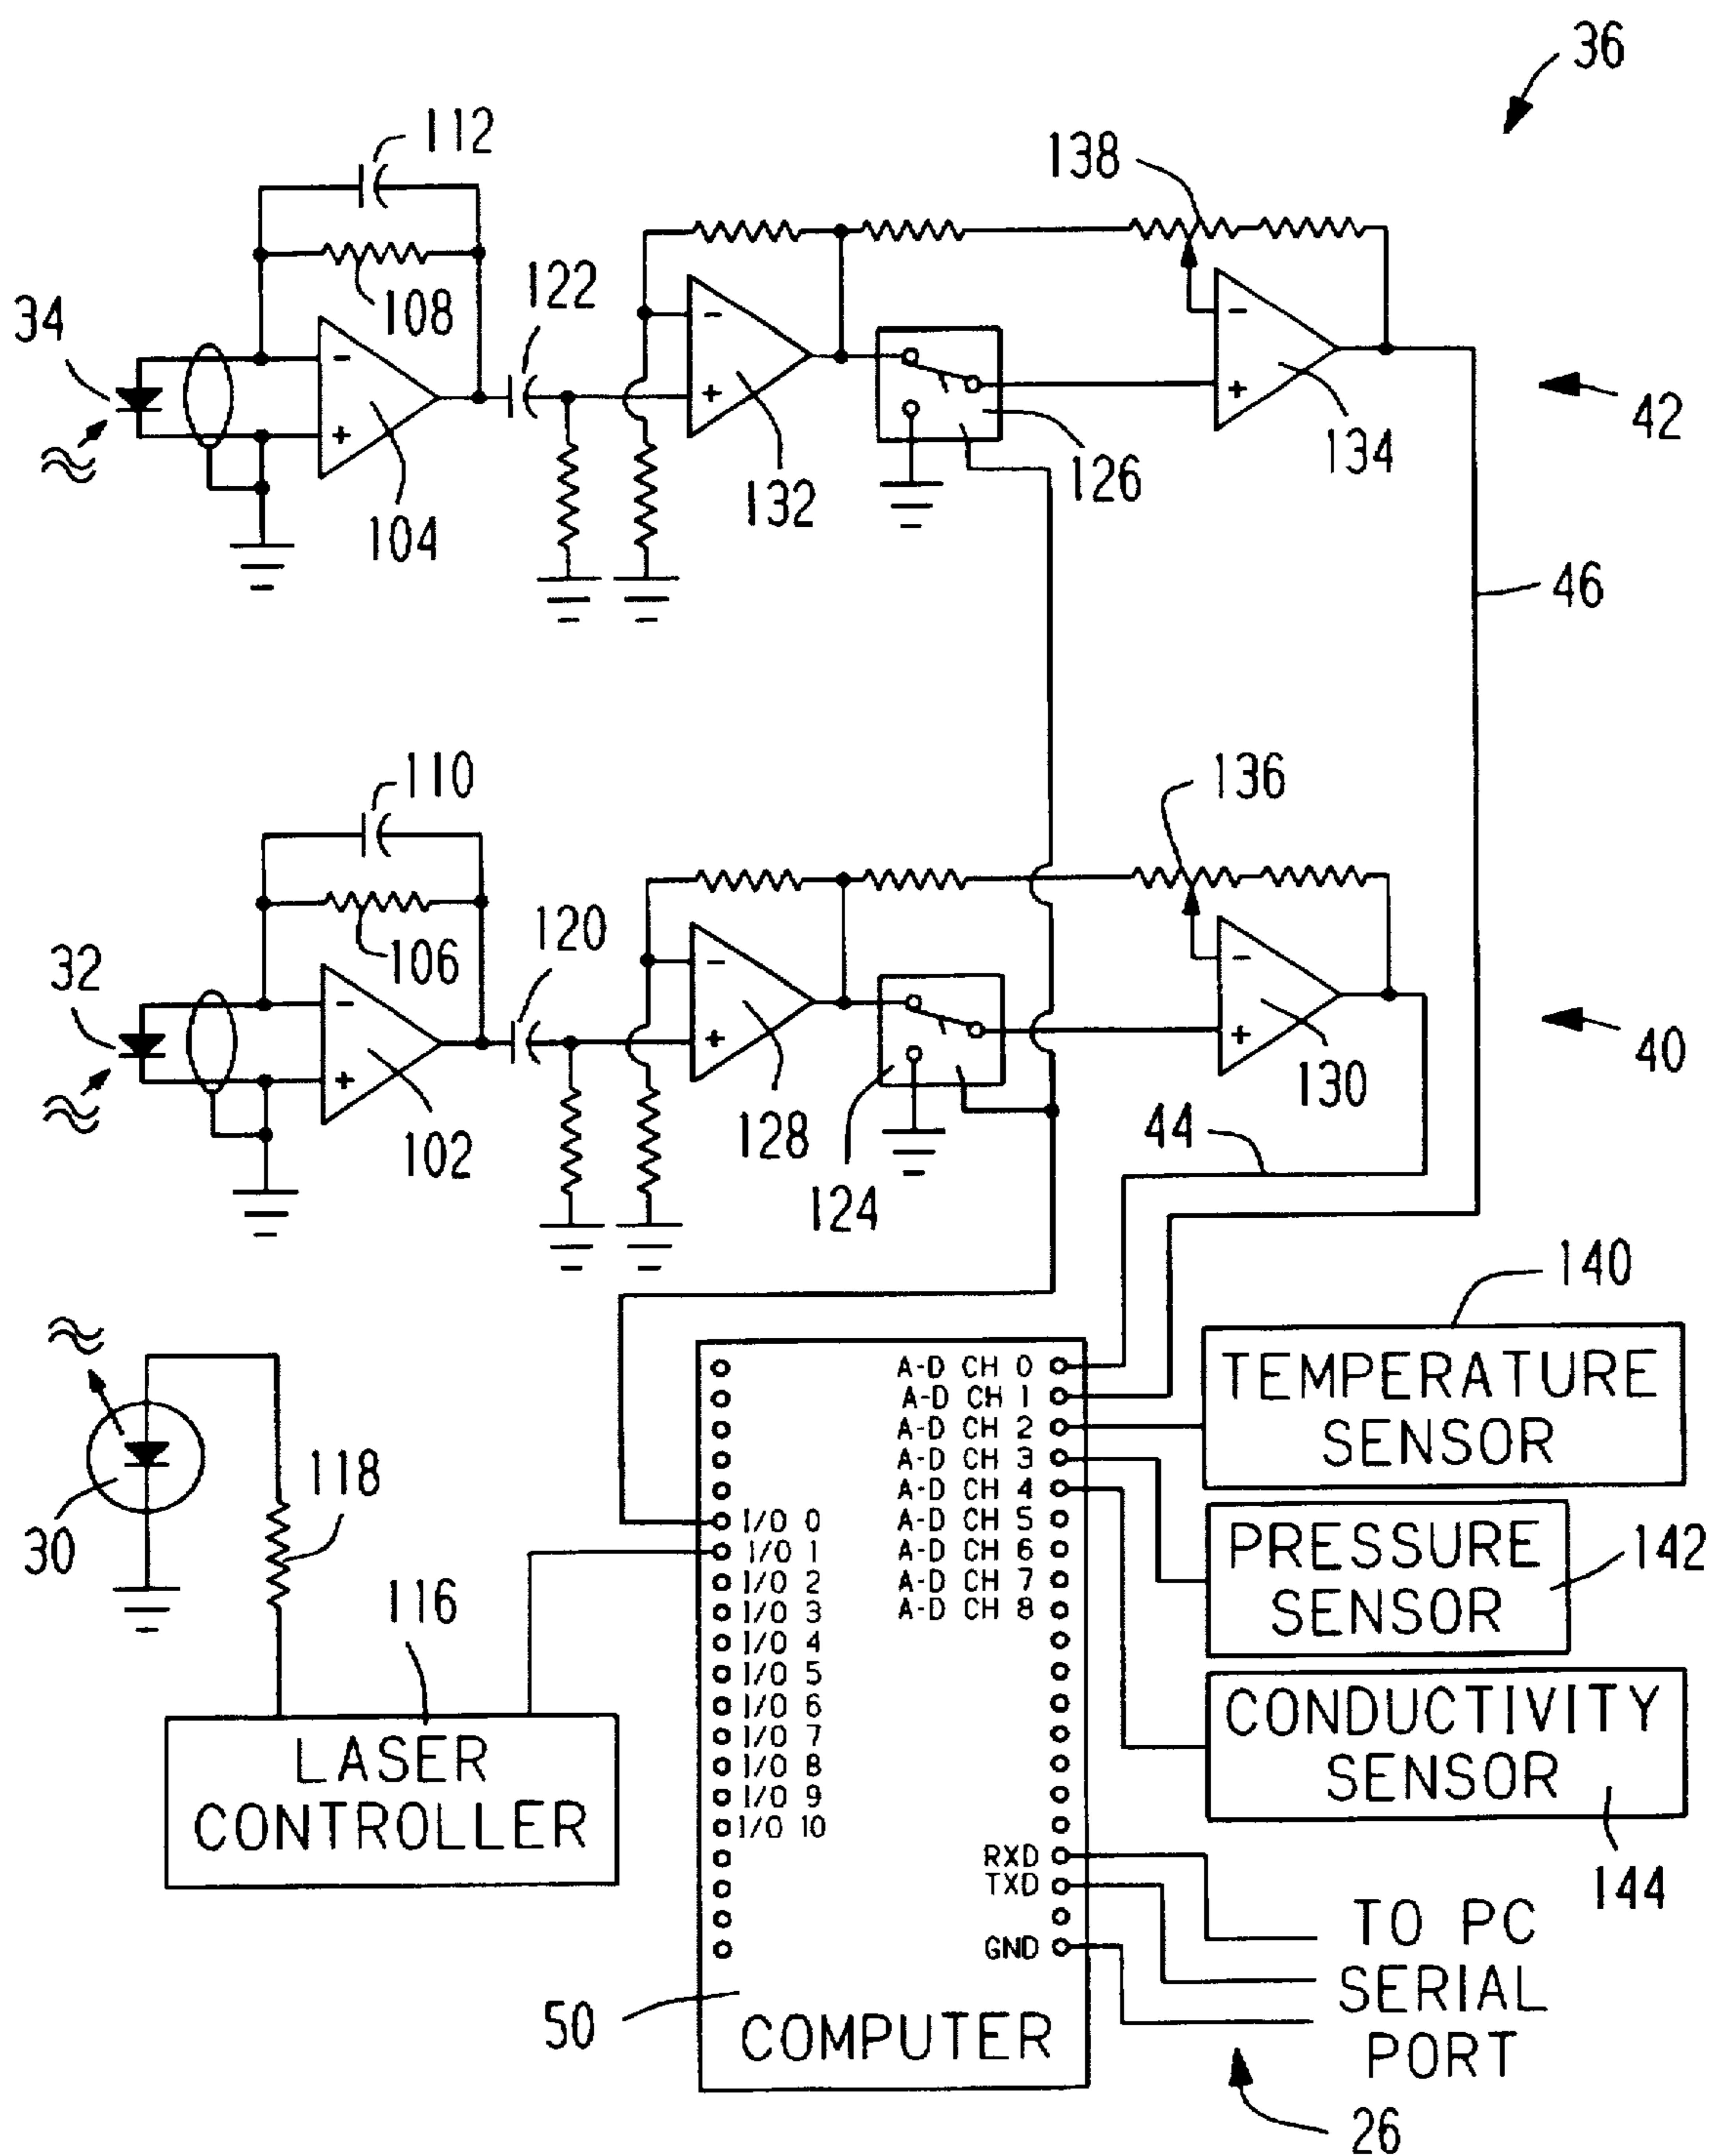 36
112
138
108
122
34
- + - + - +
104
132
126
134
42
46
110
136
106
120
32
- + - + - +
102
128
124
130
40
44
140
TEMPERATURE
SENSOR
PRESSURE
SENSOR
142
CONDUCTIVITY
SENSOR
144
30
118
116
LASER
CONTROLLER
I/O 0
I/O 1
I/O 2
I/O 3
I/O 4
I/O 5
I/O 6
I/O 7
I/O 8
I/O 9
I/O 10
A-D CH 0
A-D CH 1
A-D CH 2
A-D CH 3
A-D CH 4
A-D CH 5
A-D CH 6
A-D CH 7
A-D CH 8
RXD
TXD
GND
50
COMPUTER
TO PC
SERIAL
PORT
26